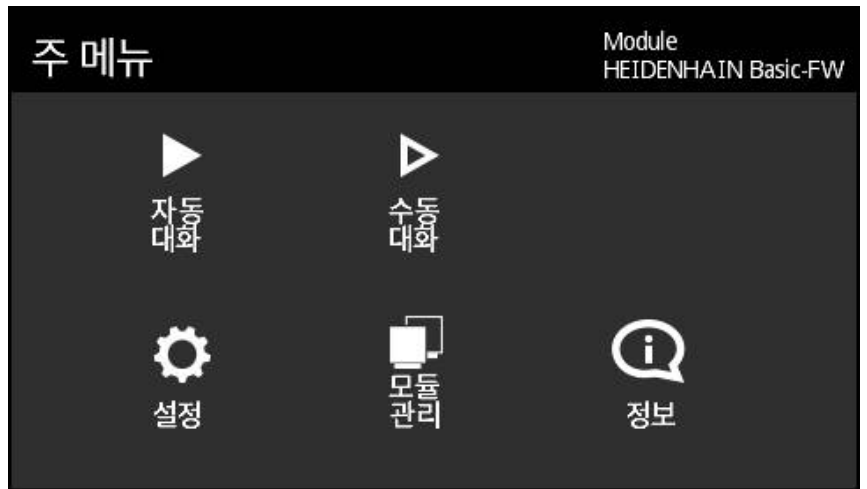 주 메뉴
Module
HEIDENHAIN Basic-FW
자동
대화
수동
대화
설정
모듈
관리
정보